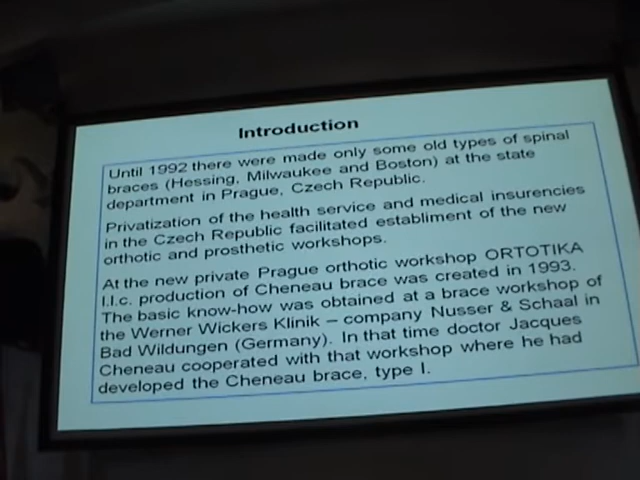 Introduction
Until 1992 there were made only some old types of spinal
braces (Hessing, Milwaukee and Boston) at the state
department in Prague, Czech Republic.
Privatization of the health service and medical insurencies
in the Czech Republic facilitated establiment of the new
orthotic and prosthetic workshops.
At the new private Prague orthotic workshop ORTOTIKA
l.l.c. production of Cheneau brace was created in 1993.
The basic know-how was obtained at a brace workshop of
the Werner Wickers Klinik – company Nusser & Schaal in
Bad Wildungen (Germany). In that time doctor Jacques
Cheneau cooperated with that workshop where he had
developed the Cheneau brace, type I.